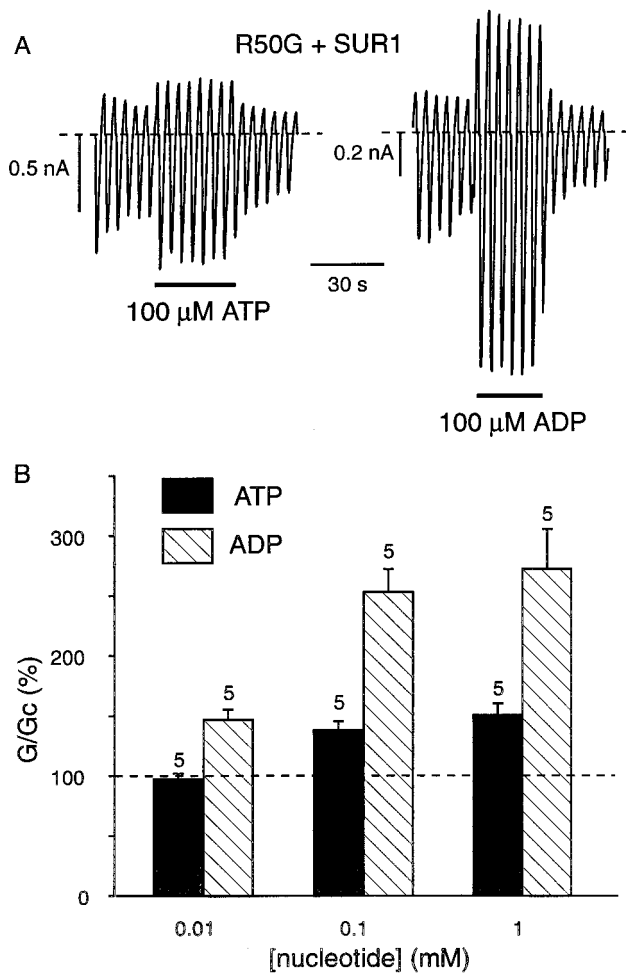 A
R50G + SUR1
0.5 nA
0.2 nA
30 s
100 µM ATP
100 µM ADP
B
ATP
ADP
300
200
100
0
G/Gc (%)
5
5
5
5
5
5
0.01
0.1
1
[nucleotide] (mM)